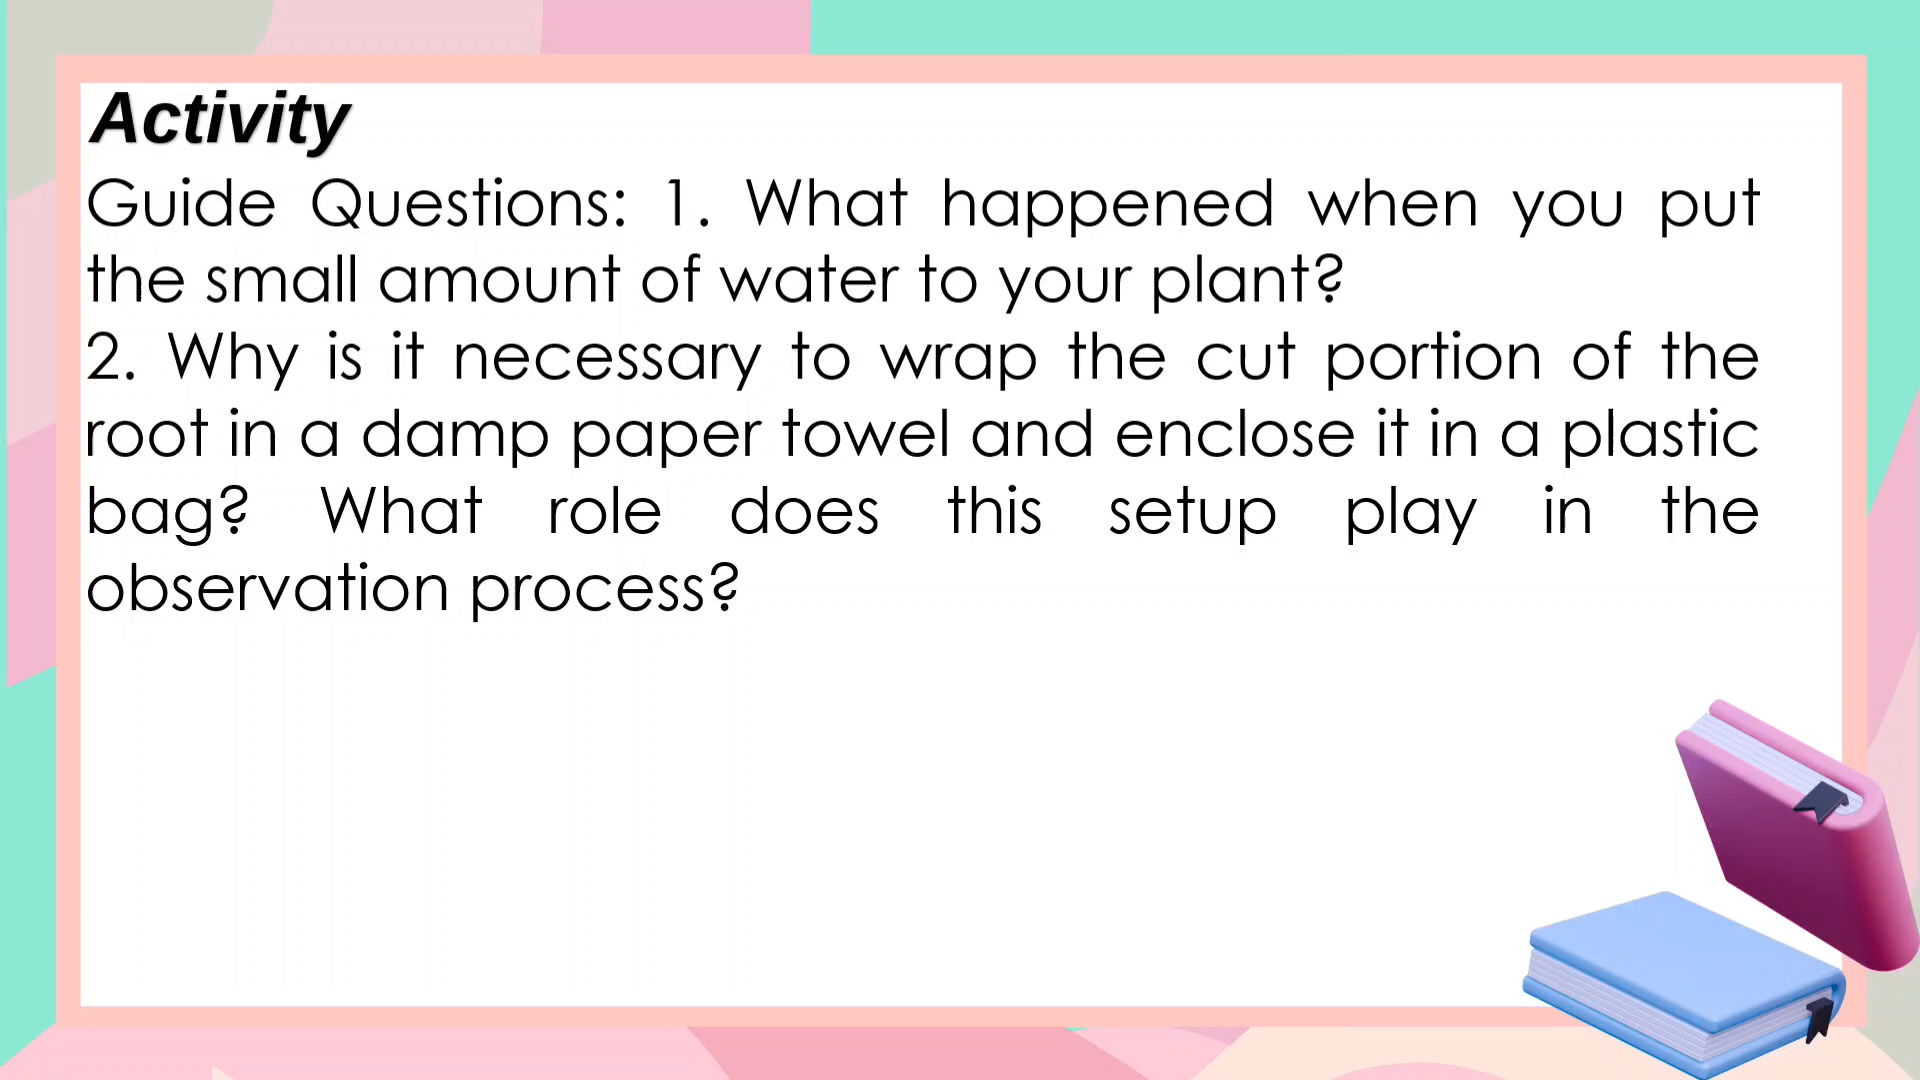 Activity
Guide Questions: 1. What happened when you put
the small amount of water to your plant?
2. Why is it necessary to wrap the cut portion of the
root in a damp paper towel and enclose it in a plastic
bag? What role does this setup play in the
observation process?